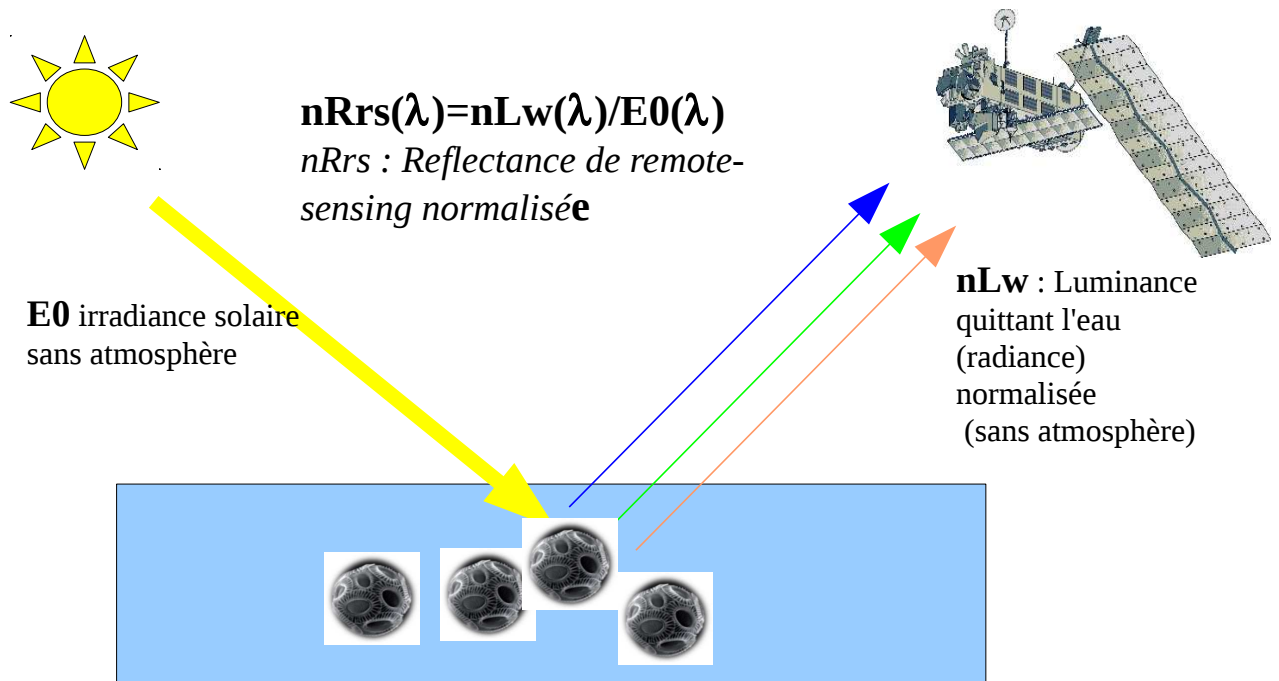 nRrs(λ)=nLw(λ)/E0(λ)
nRrs : Reflectance de remote-
sensing normalisée
E0 irradiance solaire
sans atmosphère
nLw : Luminance
quittant l'eau
(radiance)
normalisée
(sans atmosphère)